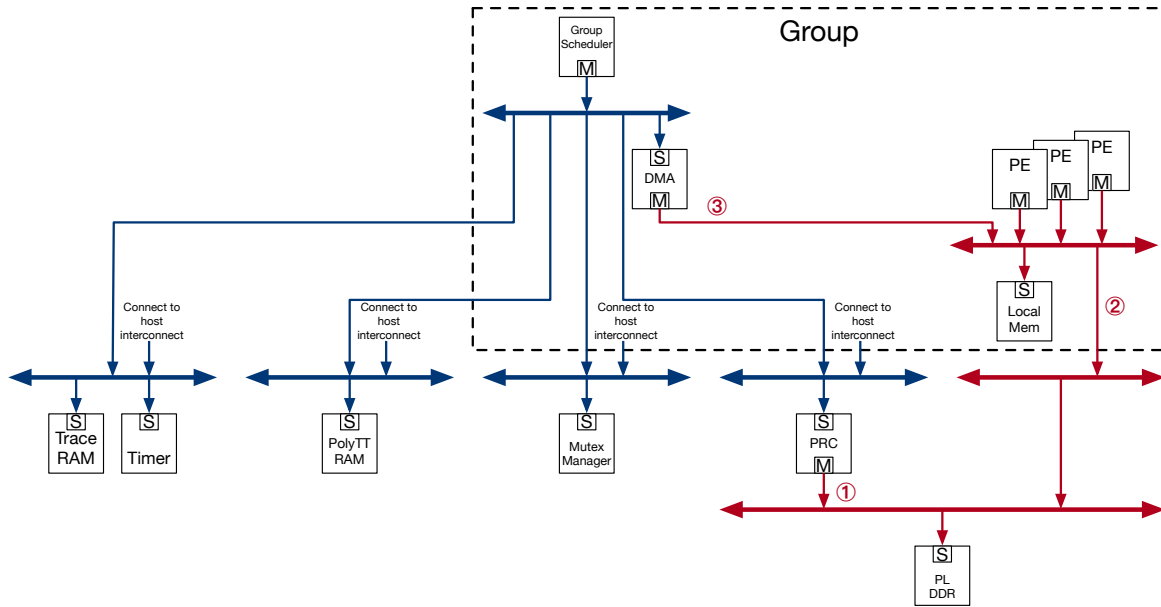 Group
Group
Scheduler
M
S
DMA
M
③
PE
M
PE
M
PE
M
S
Local
Mem
②
Connect to
host
interconnect
Connect to
host
interconnect
Connect to
host
interconnect
Connect to
host
interconnect
S
Trace
RAM
S
Timer
S
PolyTT
RAM
S
Mutex
Manager
S
PRC
M
①
S
PL
DDR